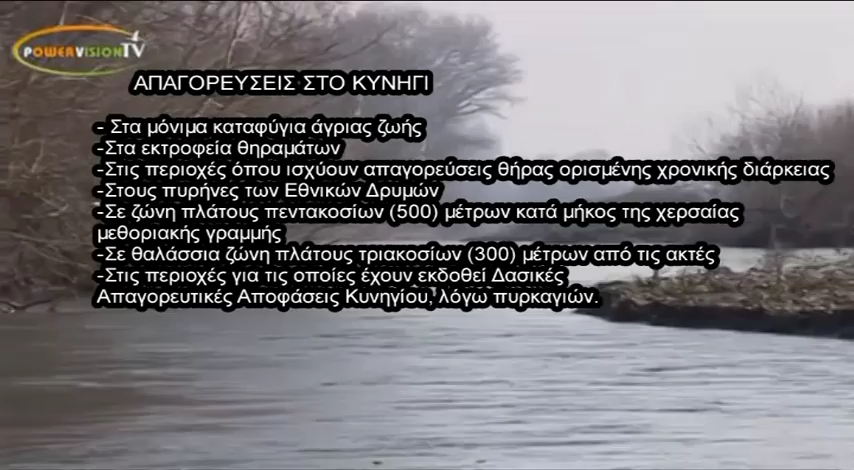 POWERVISIONTV
ΑΠΑΓΟΡΕΥΣΕΙΣ ΣΤΟ ΚΥΝΗΓΙ
- Στα μόνιμα καταφύγια άγριας ζωής
-Στα εκτροφεία θηραμάτων
-Στις περιοχές όπου ισχύουν απαγορεύσεις θήρας ορισμένης χρονικής διάρκειας
-Στους πυρήνες των Εθνικών Δρυμών
-Σε ζώνη πλάτους πεντακοσίων (500) μέτρων κατά μήκος της χερσαίας
μεθοριακής γραμμής
-Σε θαλάσσια ζώνη πλάτους τριακοσίων (300) μέτρων από τις ακτές
-Στις περιοχές για τις οποίες έχουν εκδοθεί Δασικές
Απαγορευτικές Αποφάσεις Κυνηγίου, λόγω πυρκαγιών.